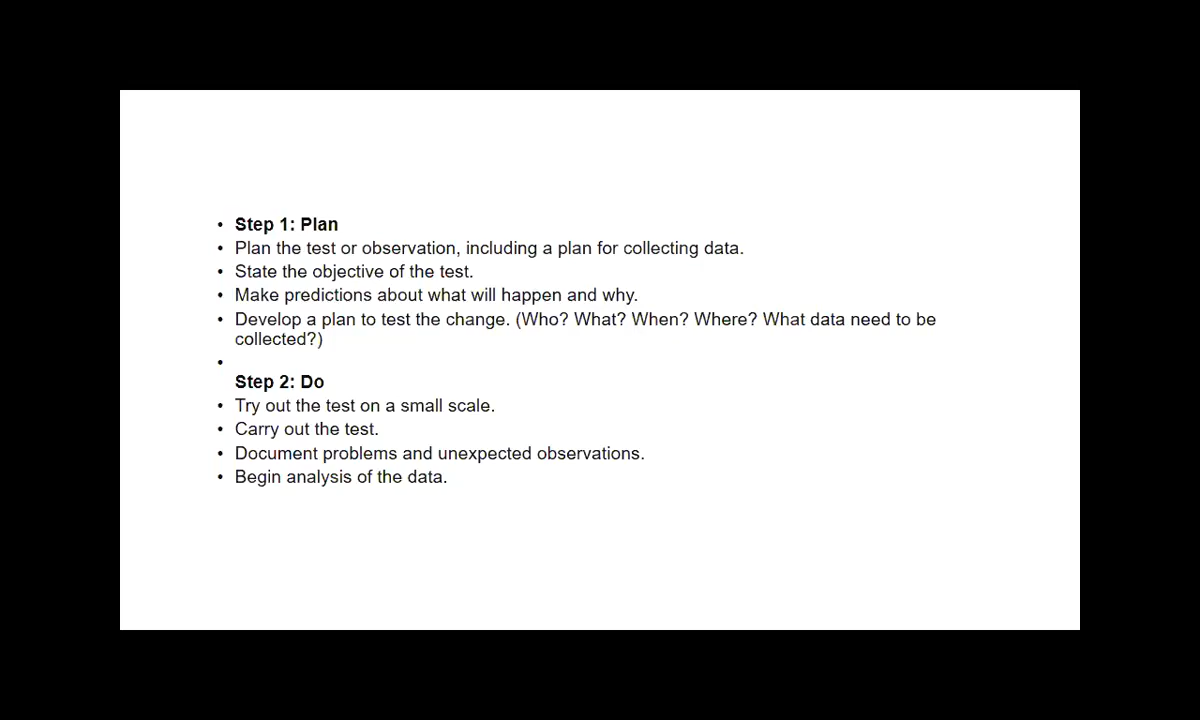 • Step 1: Plan
• Plan the test or observation, including a plan for collecting data.
• State the objective of the test.
• Make predictions about what will happen and why.
• Develop a plan to test the change. (Who? What? When? Where? What data need to be
collected?)
•
Step 2: Do
• Try out the test on a small scale.
• Carry out the test.
• Document problems and unexpected observations.
• Begin analysis of the data.